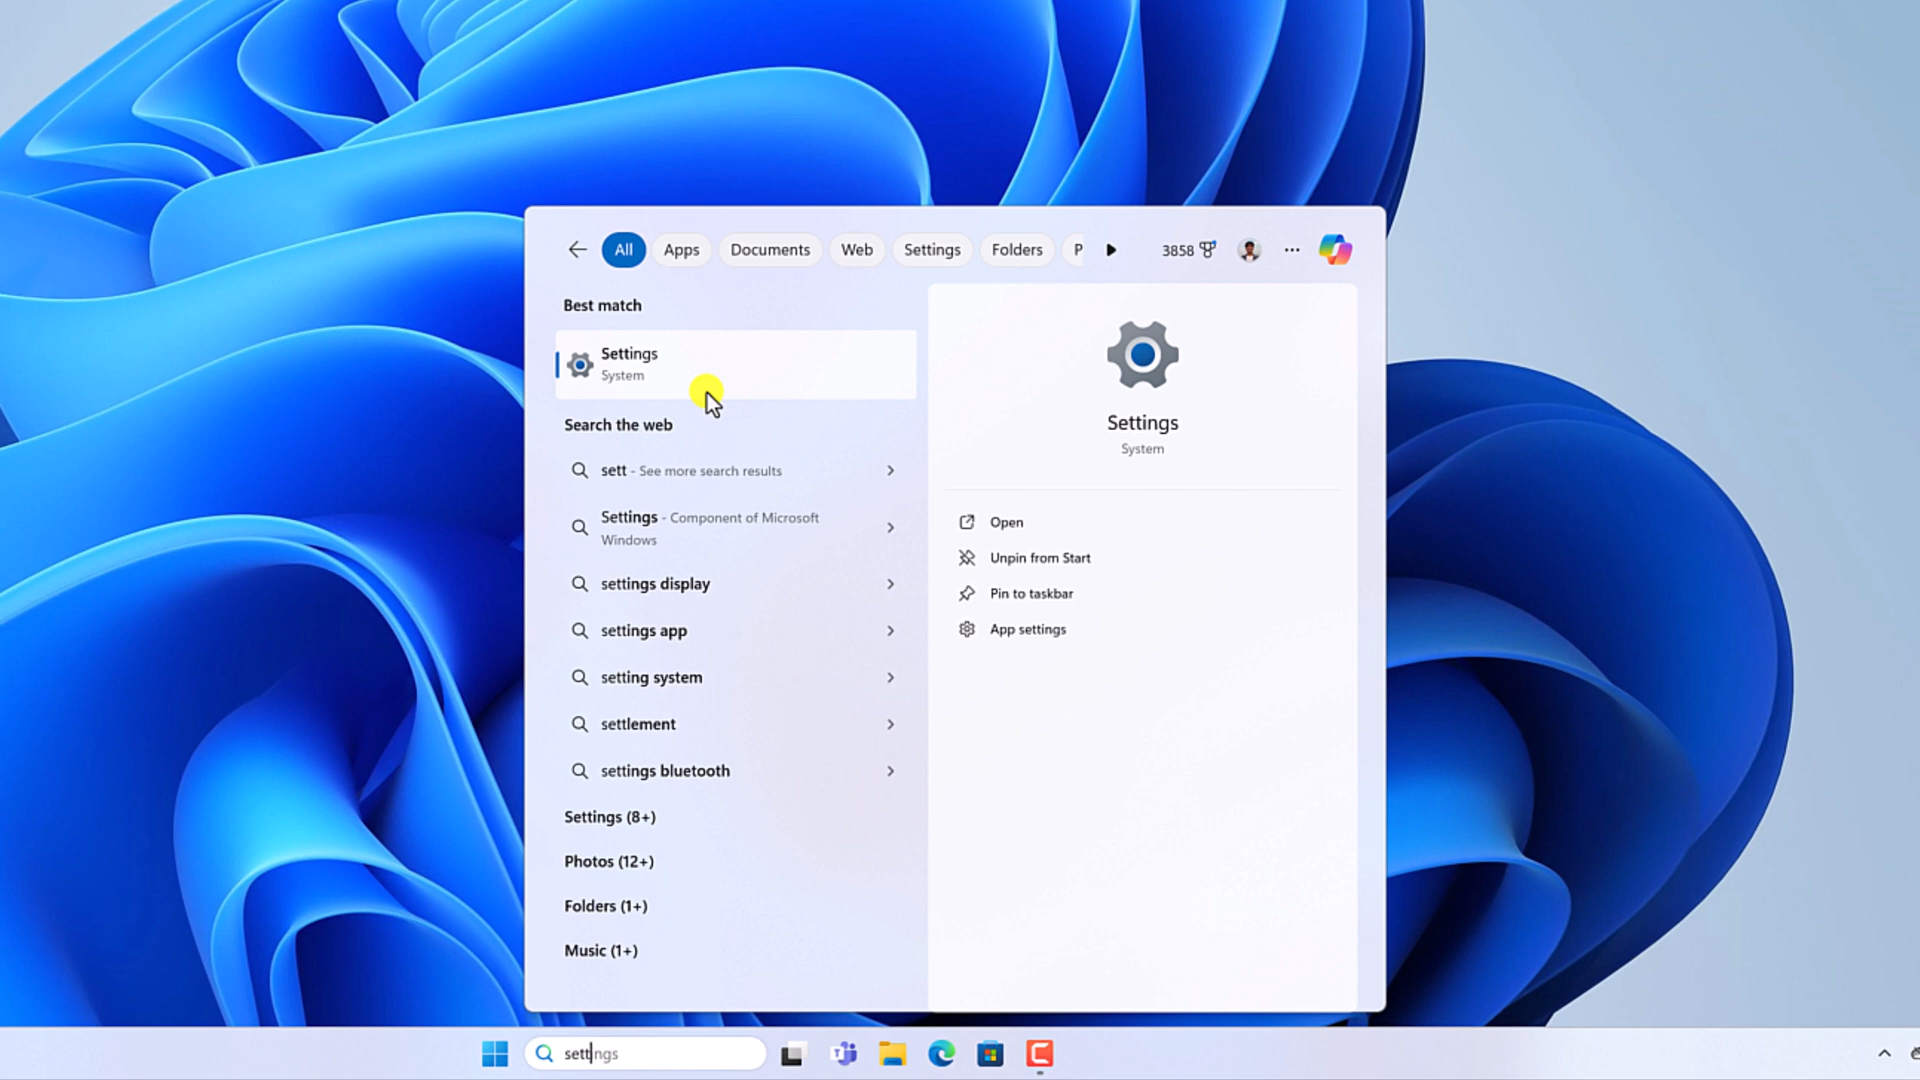 All Apps Documents Web Settings Folders P 3858
Best match
Settings
System
Search the web
sett - See more search results
Settings - Component of Microsoft
Windows
settings display
settings app
setting system
settlement
settings bluetooth
Settings (8+)
Photos (12+)
Folders (1+)
Music (1+)
Settings
System
Open
Unpin from Start
Pin to taskbar
App settings
settings